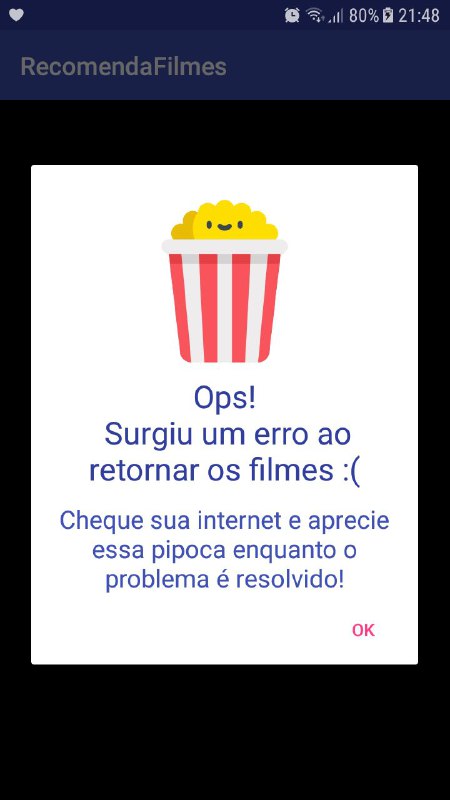 80% 21:48
RecomendaFilmes
Ops!
Surgiu um erro ao
retornar os filmes :(
Cheque sua internet e aprecie
essa pipoca enquanto o
problema é resolvido!
OK